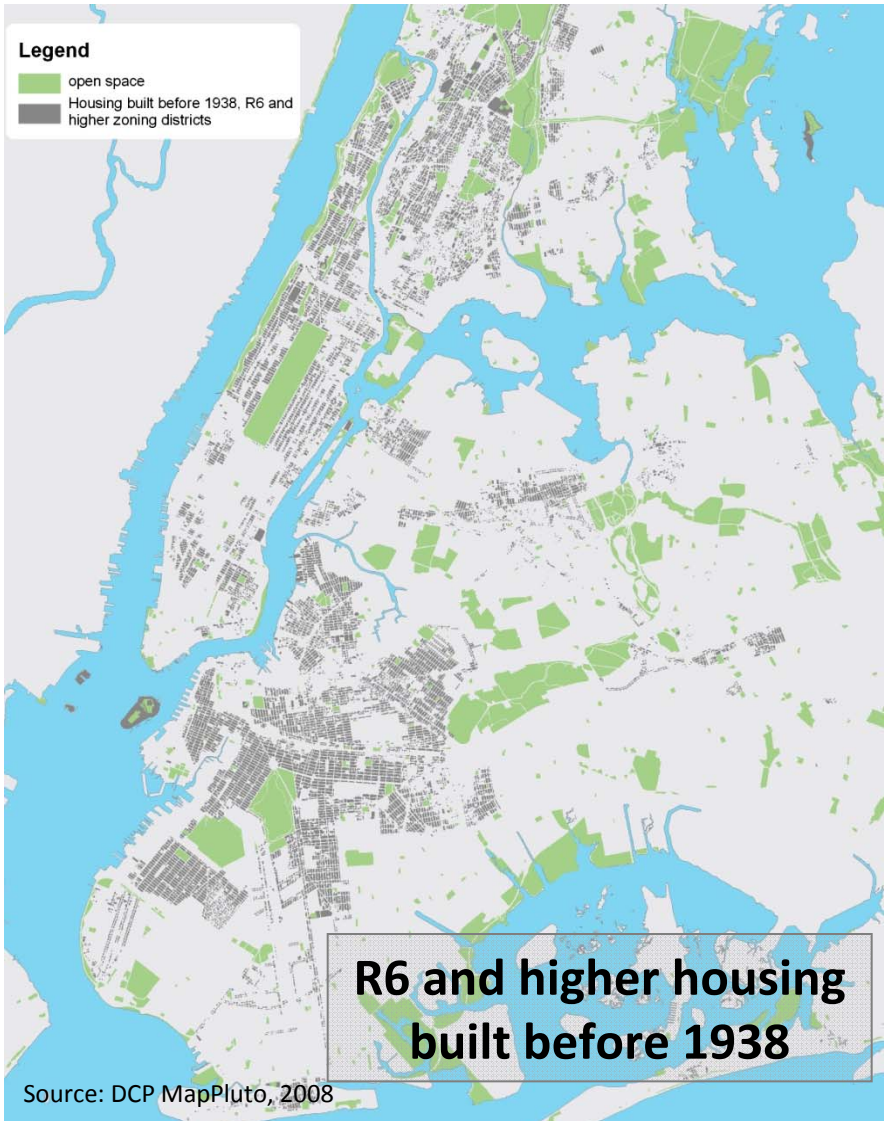 Legend
open space
Housing built before 1938, R6 and
higher zoning districts
R6 and higher housing
built before 1938
Source: DCP MapPluto, 2008